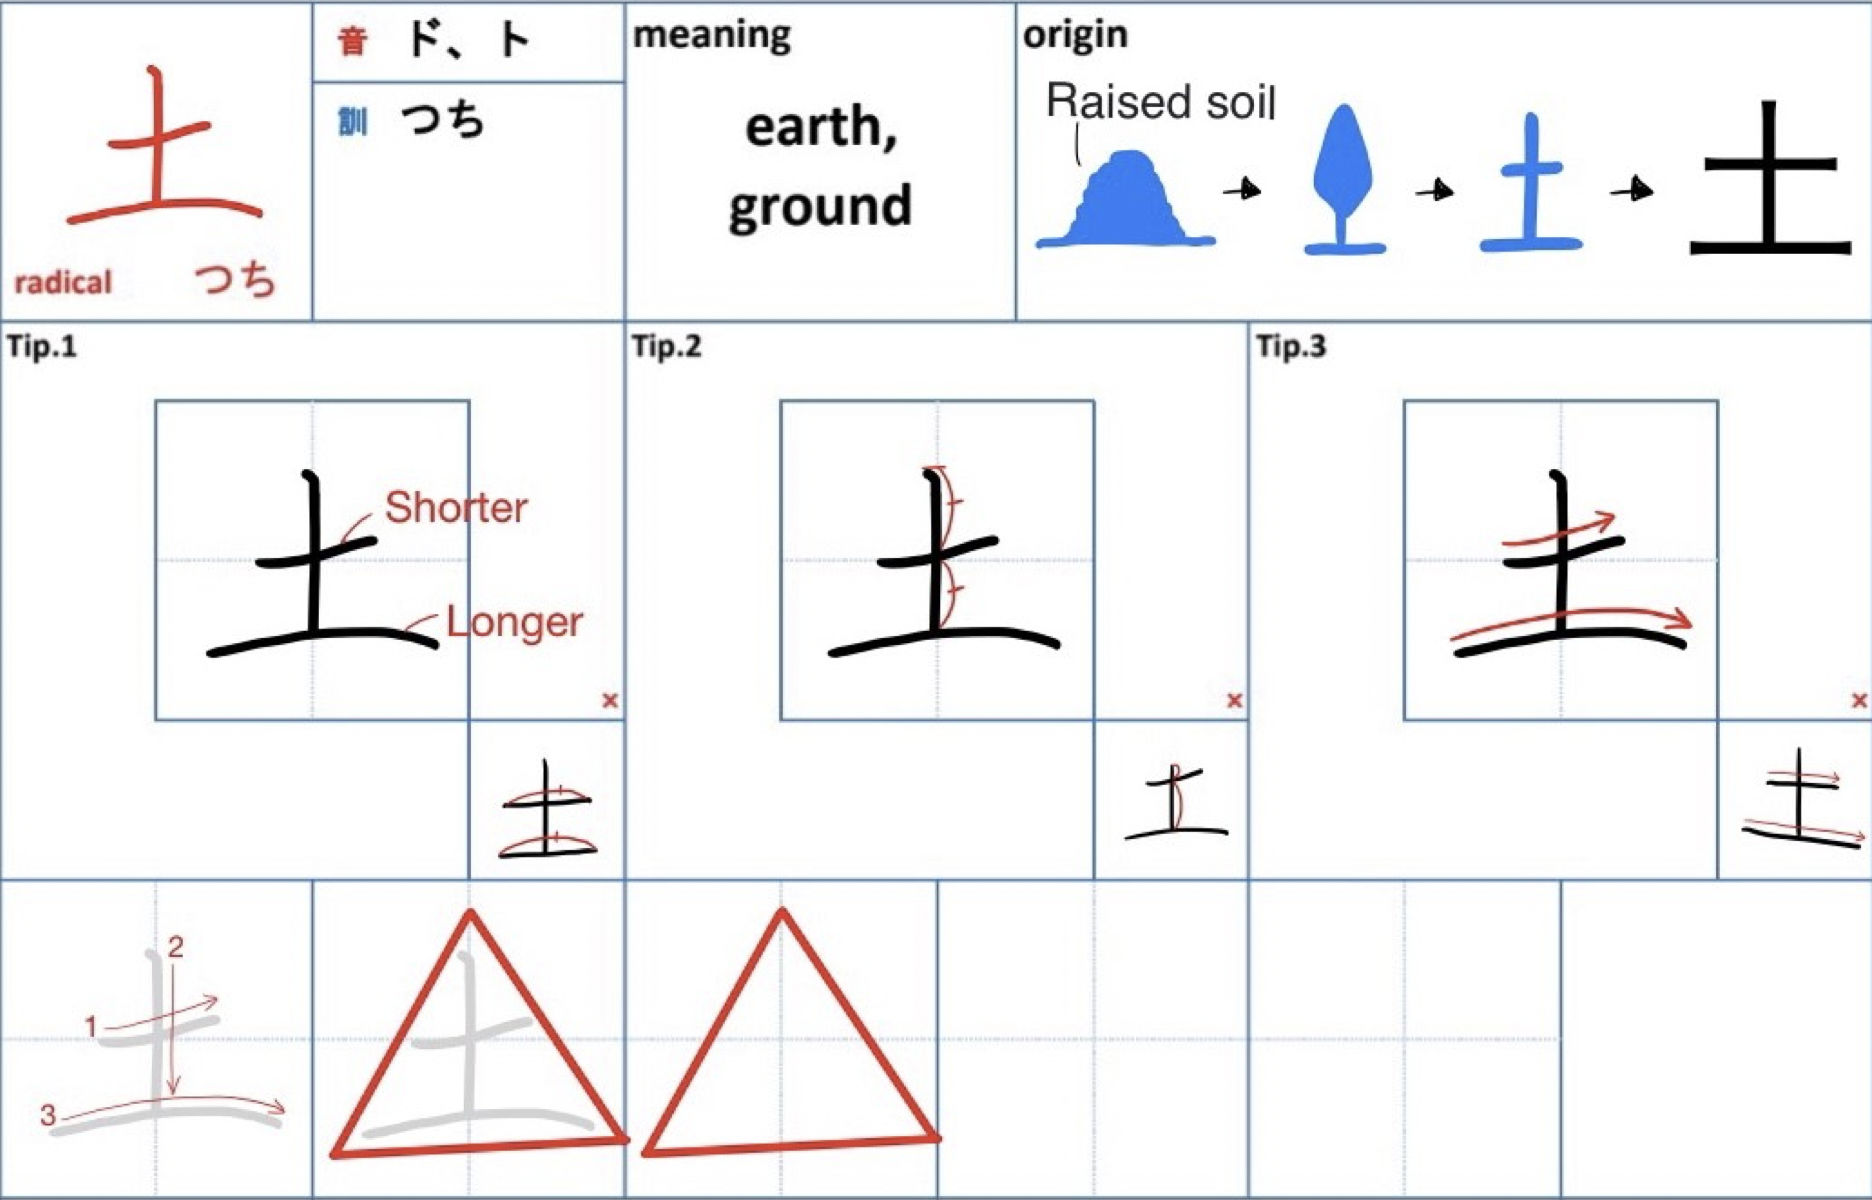 土
radical つち
音 ド、ト
訓 つち
meaning
earth,
ground
origin
Raised soil
土
Tip.1
土
Shorter
Longer
x
土
Tip.2
土
x
土
Tip.3
土
x
土
土
1
2
3
土